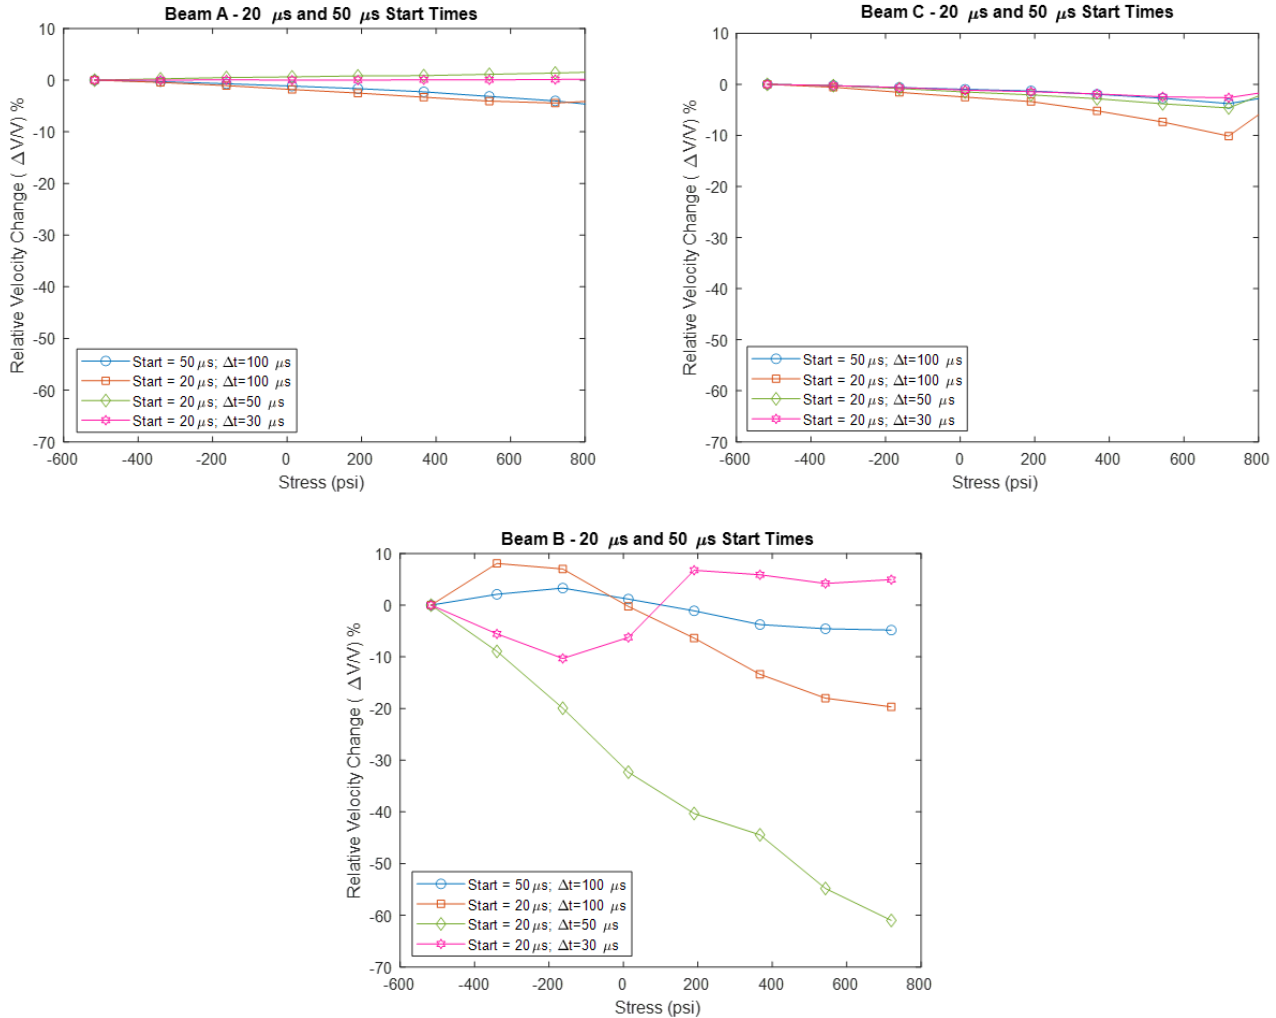 Beam A - 20 μs and 50 μs Start Times
Relative Velocity Change ( ΔV/V) %
10
0
-10
-20
-30
-40
-50
-60
-70
Start = 50 μs; Δt=100 μs
Start = 20 μs; Δt=100 μs
Start = 20 μs; Δt=50 μs
Start = 20 μs; Δt=30 μs
-600 -400 -200 0 200 400 600 800
Stress (psi)
Beam C - 20 μs and 50 μs Start Times
Relative Velocity Change ( ΔV/V) %
10
0
-10
-20
-30
-40
-50
-60
-70
Start = 50 μs; Δt=100 μs
Start = 20 μs; Δt=100 μs
Start = 20 μs; Δt=50 μs
Start = 20 μs; Δt=30 μs
-600 -400 -200 0 200 400 600 800
Stress (psi)
Beam B - 20 μs and 50 μs Start Times
Relative Velocity Change ( ΔV/V) %
10
0
-10
-20
-30
-40
-50
-60
-70
Start = 50 μs; Δt=100 μs
Start = 20 μs; Δt=100 μs
Start = 20 μs; Δt=50 μs
Start = 20 μs; Δt=30 μs
-600 -400 -200 0 200 400 600 800
Stress (psi)